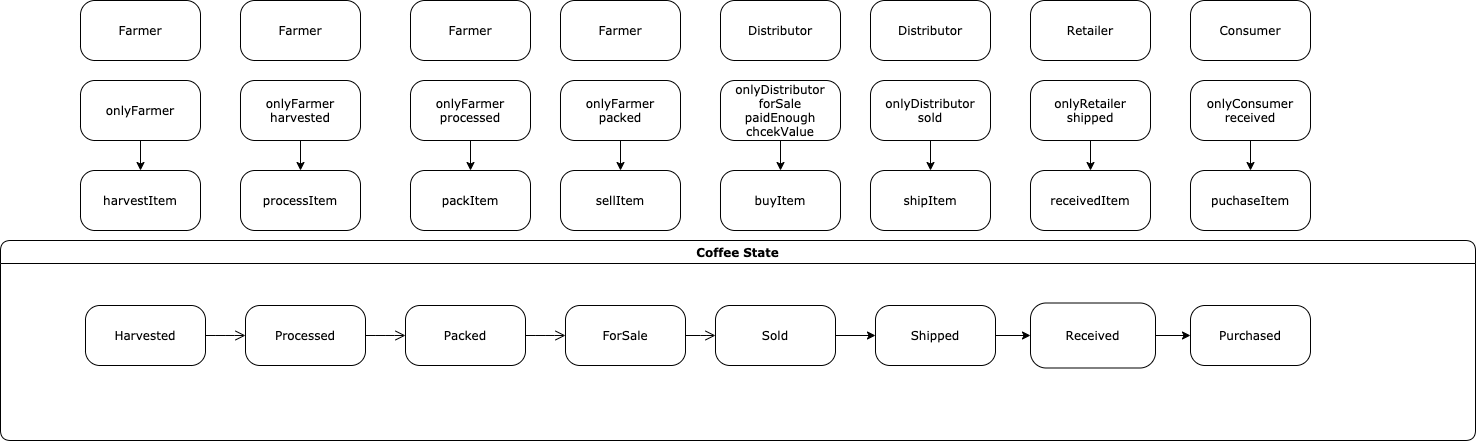 Farmer
Farmer
Farmer
Farmer
Distributor
Distributor
Retailer
Consumer
onlyFarmer
onlyFarmer
harvested
onlyFarmer
processed
onlyFarmer
packed
onlyDistributor
forSale
paidEnough
chcekValue
onlyDistributor
sold
onlyRetailer
shipped
onlyConsumer
received
harvestItem
processItem
packItem
sellItem
buyItem
shipItem
receivedItem
puchaseItem
Coffee State
Harvested
Processed
Packed
ForSale
Sold
Shipped
Received
Purchased